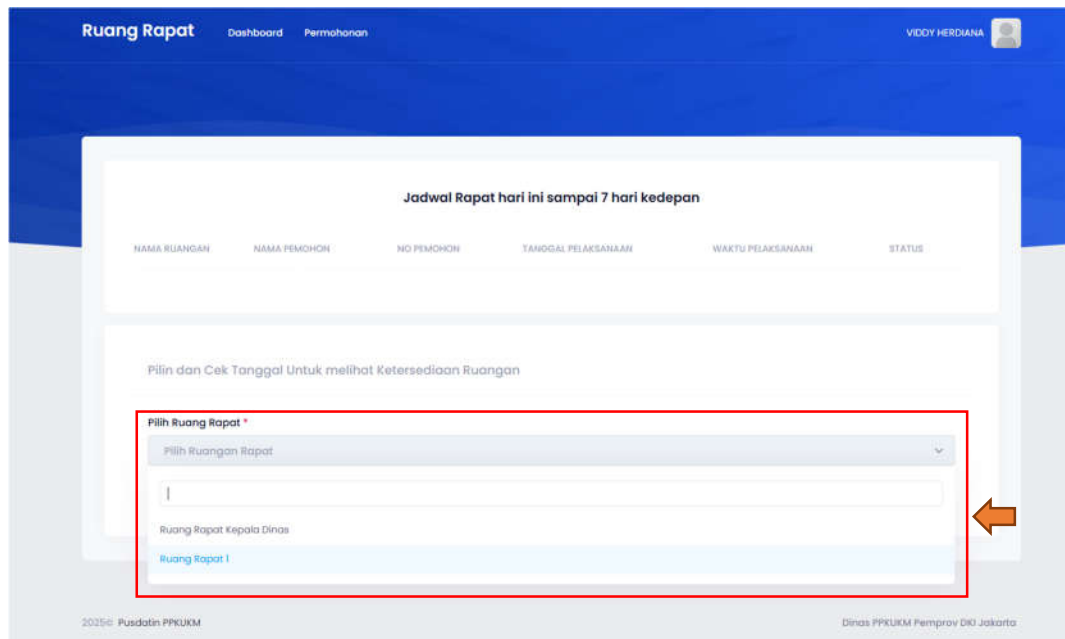 Ruang Rapat Dashboard Permohonan VIDDY HERDIANA
Jadwal Rapat hari ini sampai 7 hari kedepan
NAMA RUANGAN NAMA PEMOHON NO PEMOHON TANGGAL PELAKSANAAN WAKTU PELAKSANAAN STATUS
Pilin dan Cek Tanggal Untuk melihat Ketersediaan Ruangan
Pilih Ruang Rapat *
Pilih Ruangan Rapat
Ruang Rapat Kepala Dinas
Ruang Rapat 1
2025© Pusdatin PPKUKM Dinas PPKUKM Pemprov DKI Jakarta